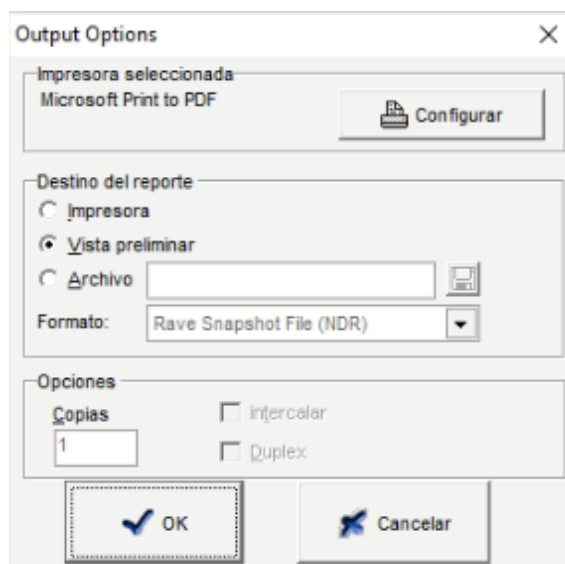 Output Options
Impresora seleccionada
Microsoft Print to PDF
Configurar
Destino del reporte
Impresora
Vista preliminar
Archivo
Formato: Rave Snapshot File (NDR)
Opciones
Copias
intercalar
1
Duplex
OK
Cancelar